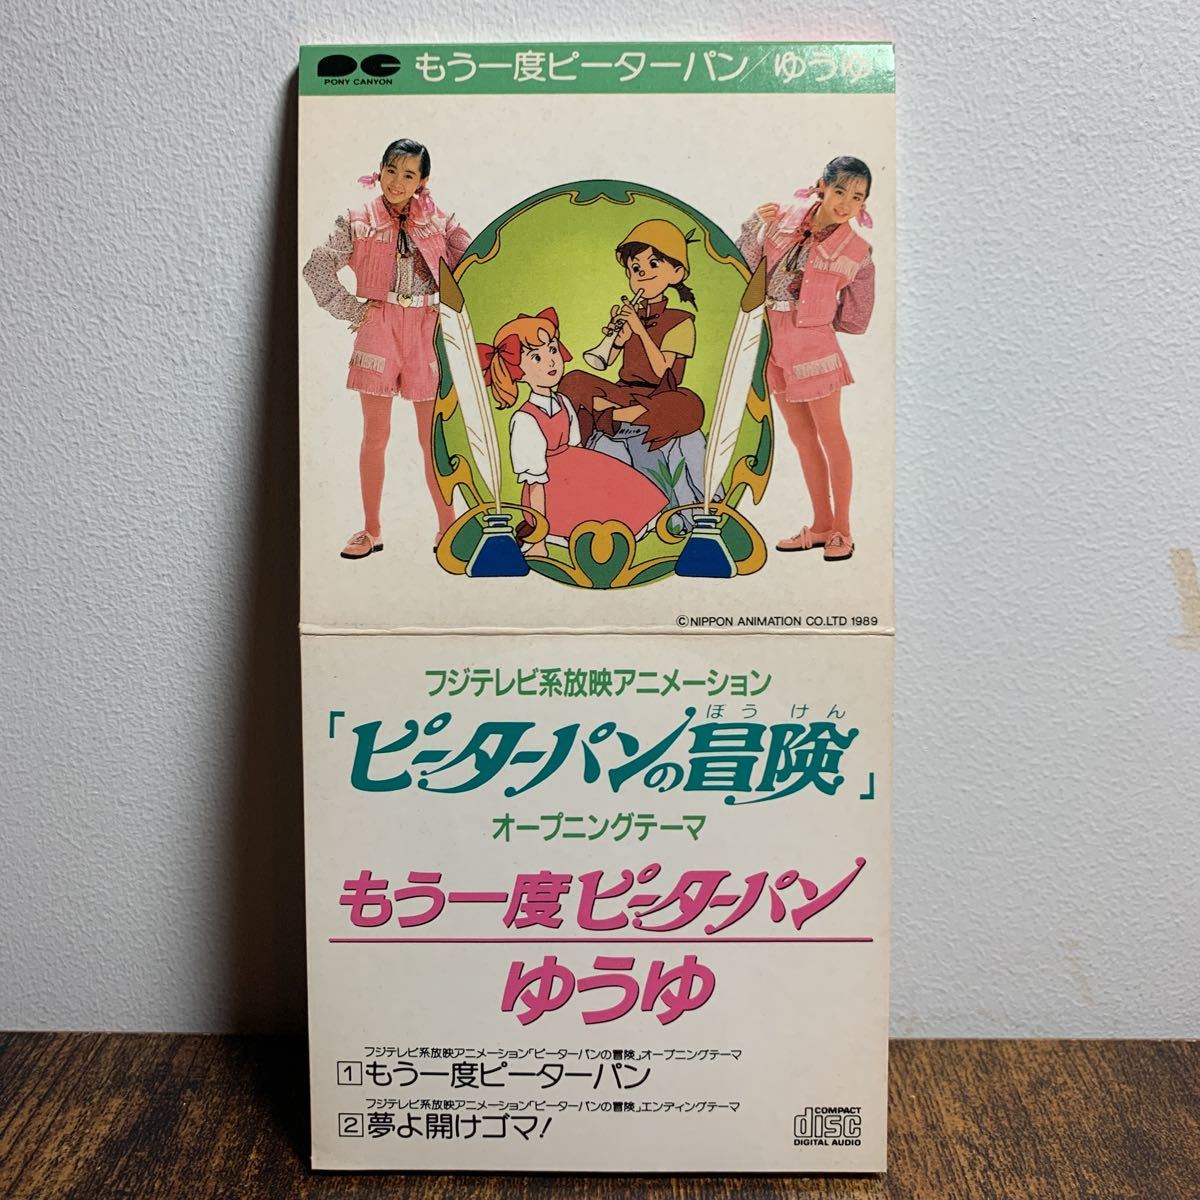 PONY CANYON
もう一度ピーターパン／ゆうゆ
©NIPPON ANIMATION CO.LTD 1989
フジテレビ系放映アニメーション
ぼうけん
「ピーターパンの冒険」
オープニングテーマ
もう一度ピーターパン
ゆうゆ
フジテレビ系放映アニメーション「ピーターパンの冒険」オープニングテーマ
1 もう一度ピーターパン
フジテレビ系放映アニメーション「ピーターパンの冒険」エンディングテーマ
2 夢よ開けゴマ!
COMPACT
disc
DIGITAL AUDIO